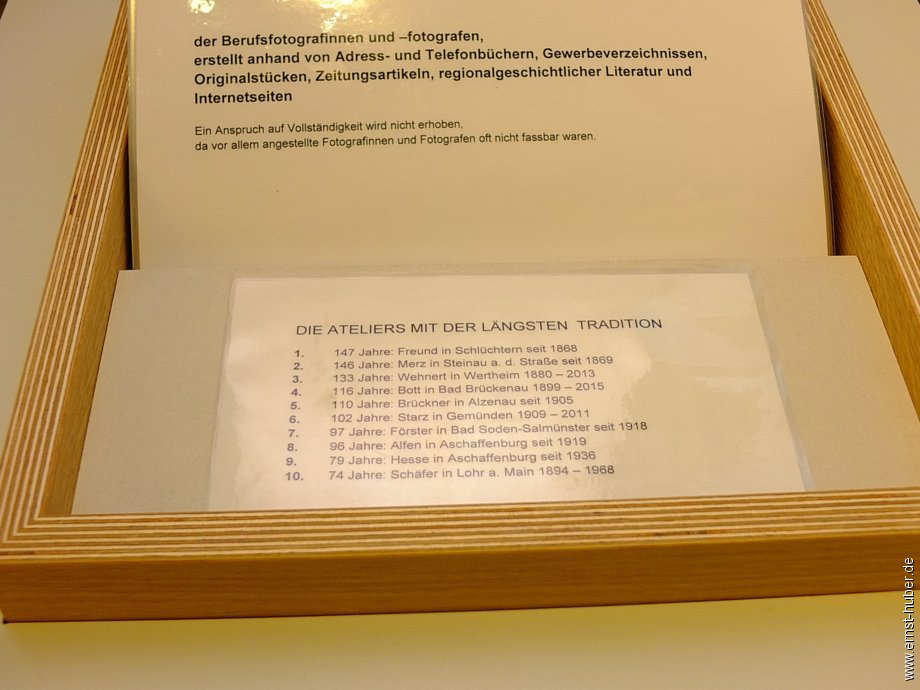 der Berufsfotografinnen und –fotografen,
erstellt anhand von Adress- und Telefonbüchern, Gewerbeverzeichnissen,
Originalstücken, Zeitungsartikeln, regionalgeschichtlicher Literatur und
Internetseiten
Ein Anspruch auf Vollständigkeit wird nicht erhoben,
da vor allem angestellte Fotografinnen und Fotografen oft nicht fassbar waren.
DIE ATELIERS MIT DER LÄNGSTEN TRADITION
1. 147 Jahre: Freund in Schlüchtern seit 1868
2. 146 Jahre: Merz in Steinau a. d. Straße seit 1869
3. 133 Jahre: Wehnert in Wertheim 1880 – 2013
4. 116 Jahre: Bott in Bad Brückenau 1899 – 2015
5. 110 Jahre: Brückner in Alzenau seit 1905
6. 102 Jahre: Starz in Gemünden 1909 – 2011
7. 97 Jahre: Förster in Bad Soden-Salmünster seit 1918
8. 96 Jahre: Alfen in Aschaffenburg seit 1919
9. 79 Jahre: Hesse in Aschaffenburg seit 1936
10. 74 Jahre: Schäfer in Lohr a. Main 1894 – 1968
www.ernst-huber.de